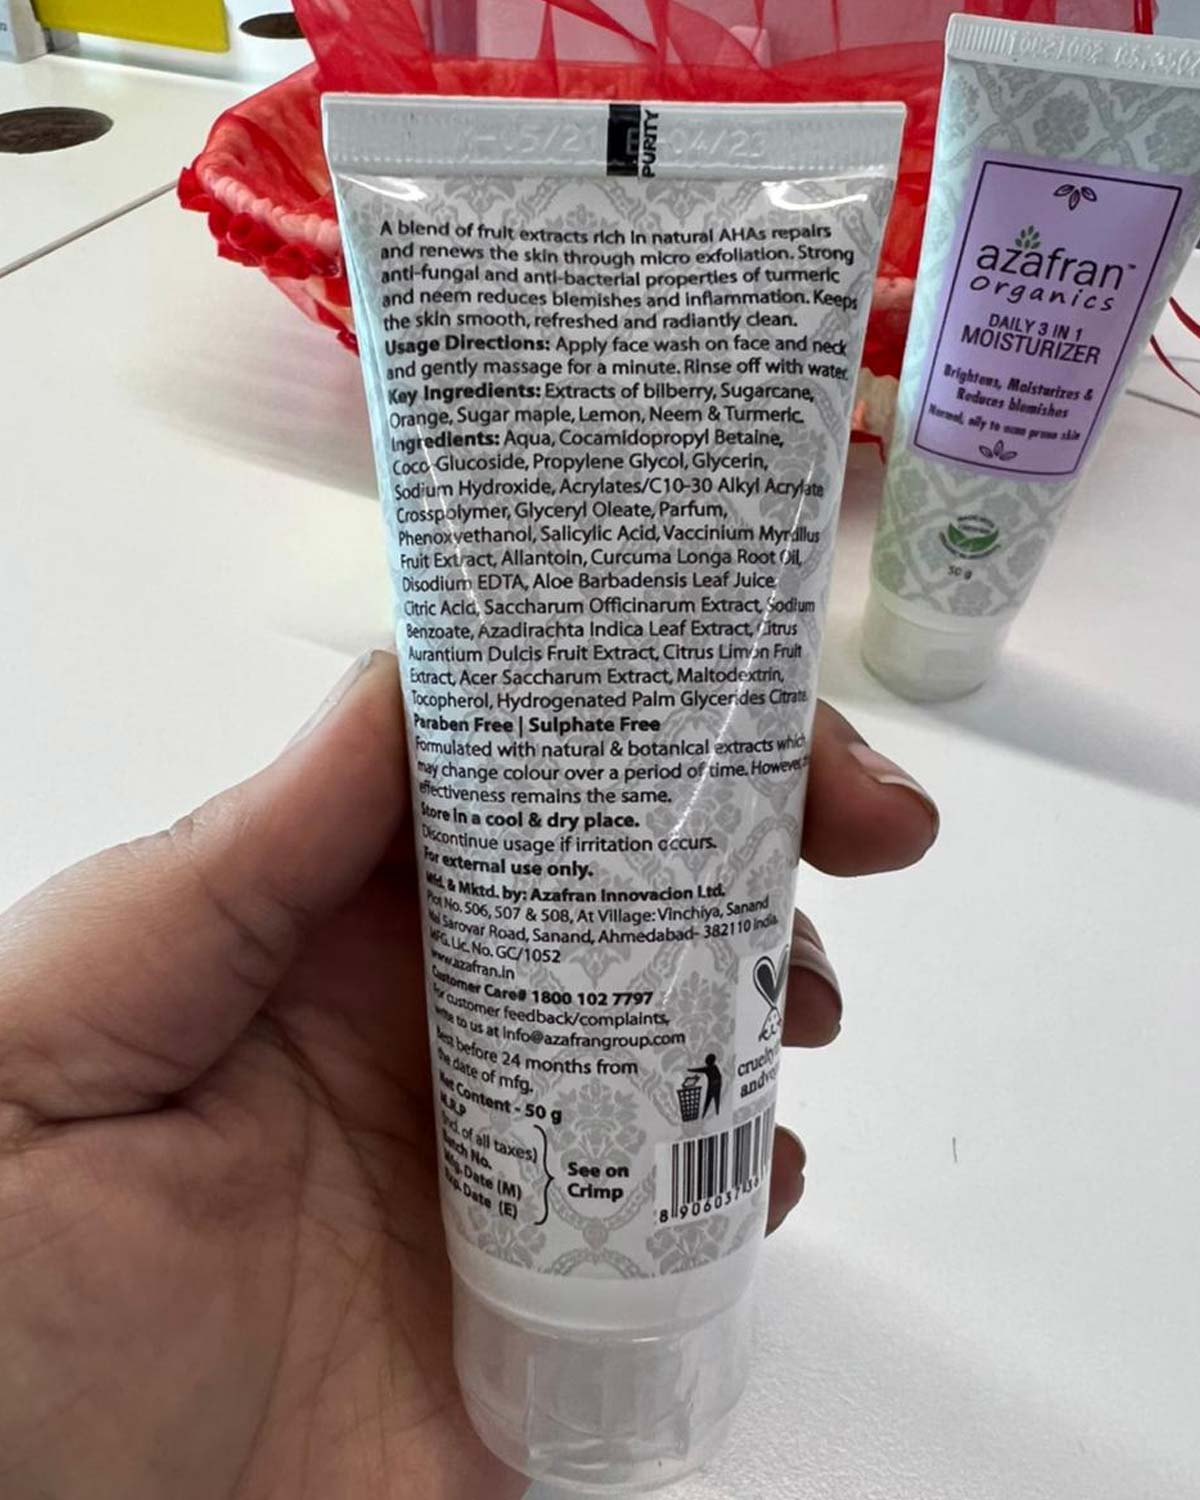 -05/21
04/23
PURITY
A blend of fruit extracts rich in natural AHAs repairs
and renews the skin through micro exfoliation. Strong
anti-fungal and anti-bacterial properties of turmeric
and neem reduces blemishes and inflammation. Keeps
the skin smooth, refreshed and radiantly clean.
Usage Directions: Apply face wash on face and neck
and gently massage for a minute. Rinse off with water.
Key Ingredients: Extracts of bilberry, Sugarcane,
Orange, Sugar maple, Lemon, Neem & Turmeric.
Ingredients: Aqua, Cocamidopropyl Betaine,
Coco-Glucoside, Propylene Glycol, Glycerin,
Sodium Hydroxide, Acrylates/C10-30 Alkyl Acrylate
Crosspolymer, Glyceryl Oleate, Parfum,
Phenoxyethanol, Salicylic Acid, Vaccinium Myrtillus
Fruit Extract, Allantoin, Curcuma Longa Root Oil,
Disodium EDTA, Aloe Barbadensis Leaf Juice,
Citric Acid, Saccharum Officinarum Extract, Sodium
Benzoate, Azadirachta Indica Leaf Extract, Citrus
Aurantium Dulcis Fruit Extract, Citrus Limon Fruit
Extract, Acer Saccharum Extract, Maltodextrin,
Tocopherol, Hydrogenated Palm Glycerides Citrate.
Paraben Free | Sulphate Free
Formulated with natural & botanical extracts which
may change colour over a period of time. However,
effectiveness remains the same.
Store in a cool & dry place.
Discontinue usage if irritation occurs.
For external use only.
Mfd. & Mktd. by: Azafran Innovacion Ltd.
Plot No. 506, 507 & 508, At Village: Vinchiya, Sanand
Nal Sarovar Road, Sanand, Ahmedabad- 382110 India.
MFG. Lic. No. GC/1052
www.azafran.in
Customer Care# 1800 102 7797
For customer feedback/complaints,
write to us at info@azafrangroup.com
Best before 24 months from
the date of mfg.
Net Content - 50 g
M.R.P
(incl. of all taxes)
Batch No.
Mfg. Date (M)
Exp. Date (E)
See on
Crimp
cruelty
8 906037
azafran™
organics
DAILY 3 IN 1
MOISTURIZER
Brightens, Moisturizes &
Reduces blemishes
Normal, oily to acne prone skin
50 g